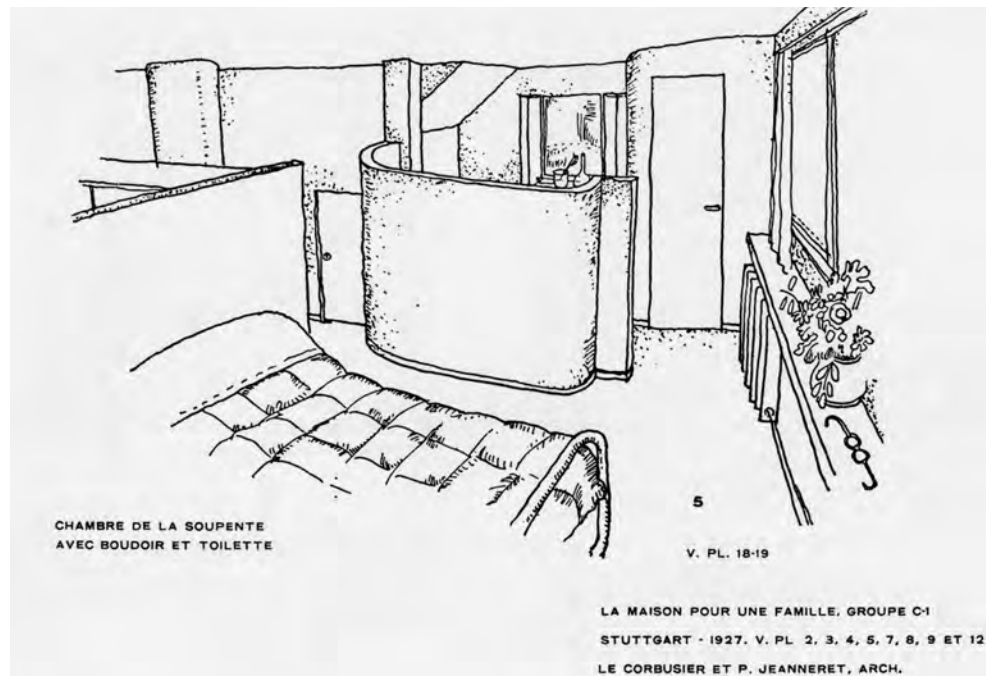 CHAMBRE DE LA SOUPENTE
AVEC BOUDOIR ET TOILETTE
5
V. PL. 18-19
LA MAISON POUR UNE FAMILLE. GROUPE C-1
STUTTGART - 1927. V. PL 2, 3, 4, 5, 7, 8, 9 ET 12
LE CORBUSIER ET P. JEANNERET, ARCH.